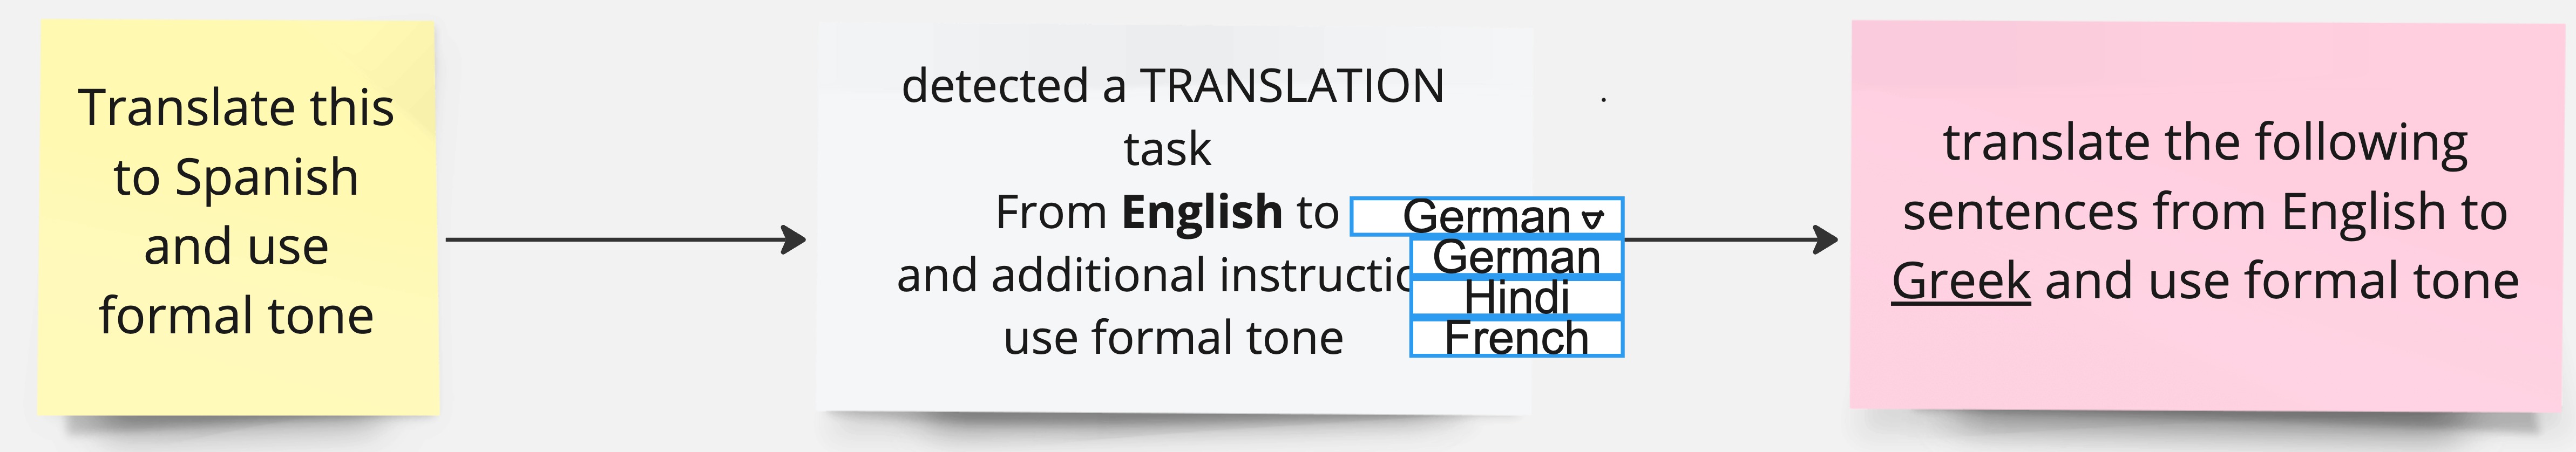 Translate this
to Spanish
and use
formal tone
detected a TRANSLATION
task
From English to German
and additional instructio
use formal tone
German
Hindi
French
.
translate the following
sentences from English to
Greek and use formal tone